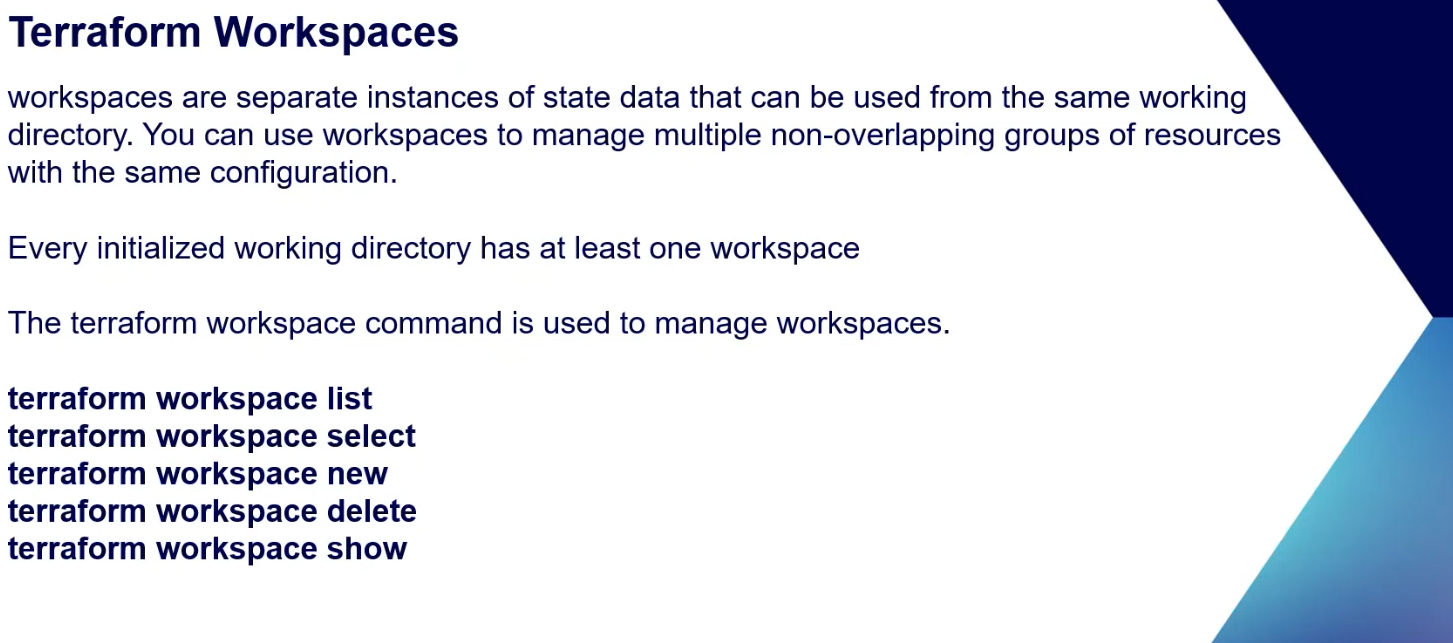 Terraform Workspaces
workspaces are separate instances of state data that can be used from the same working
directory. You can use workspaces to manage multiple non-overlapping groups of resources
with the same configuration.
Every initialized working directory has at least one workspace
The terraform workspace command is used to manage workspaces.
terraform workspace list
terraform workspace select
terraform workspace new
terraform workspace delete
terraform workspace show